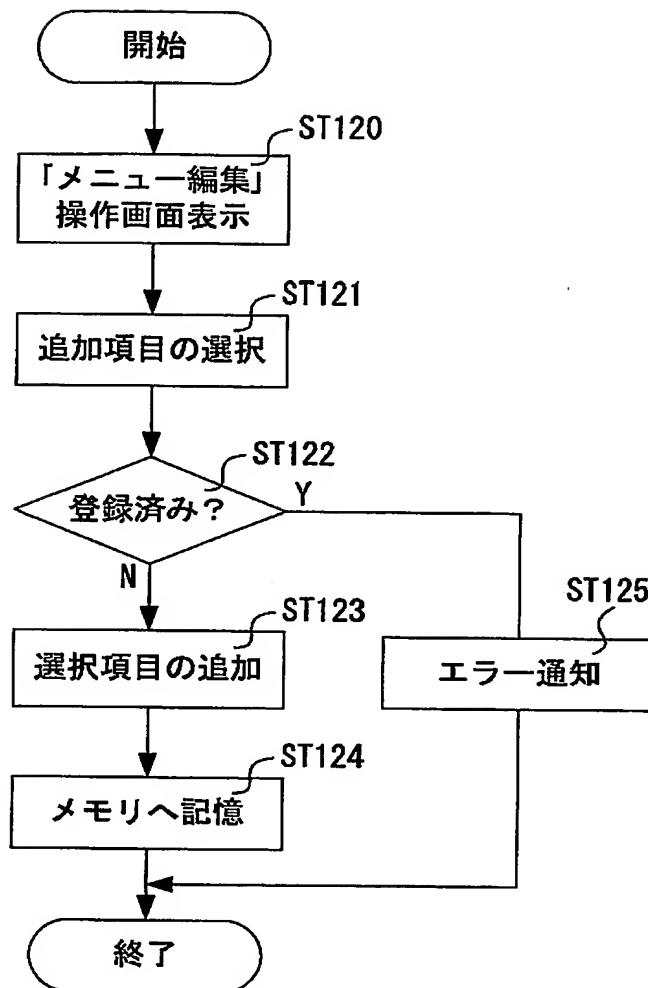 開始
ST120
「メニュー編集」
操作画面表示
ST121
追加項目の選択
ST122
登録済み？
Y
N
ST123
選択項目の追加
ST125
エラー通知
ST124
メモリへ記憶
終了